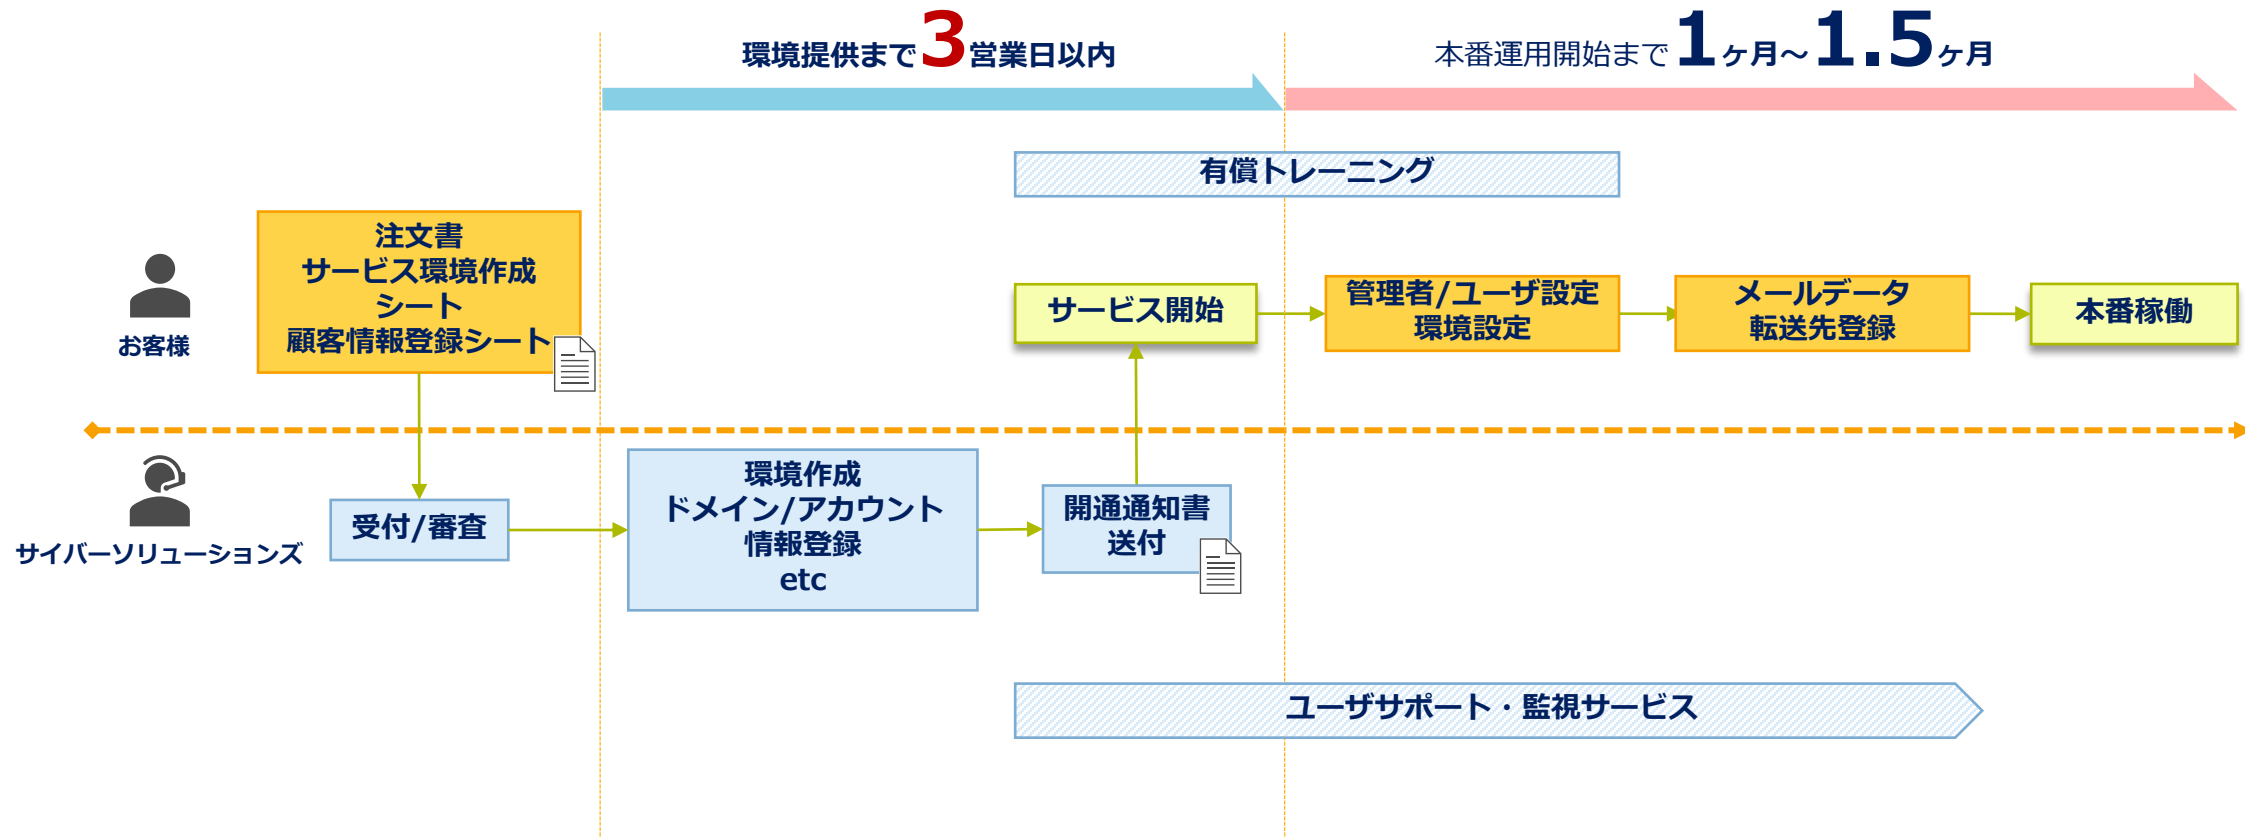 環境提供まで3営業日以内
本番運用開始まで1ヶ月～1.5ヶ月
有償トレーニング
注文書
サービス環境作成
シート
顧客情報登録シート
お客様
サービス開始
管理者/ユーザ設定
環境設定
メールデータ
転送先登録
本番稼働
サイバーソリューションズ
受付/審査
環境作成
ドメイン/アカウント
情報登録
etc
開通通知書
送付
ユーザサポート・監視サービス